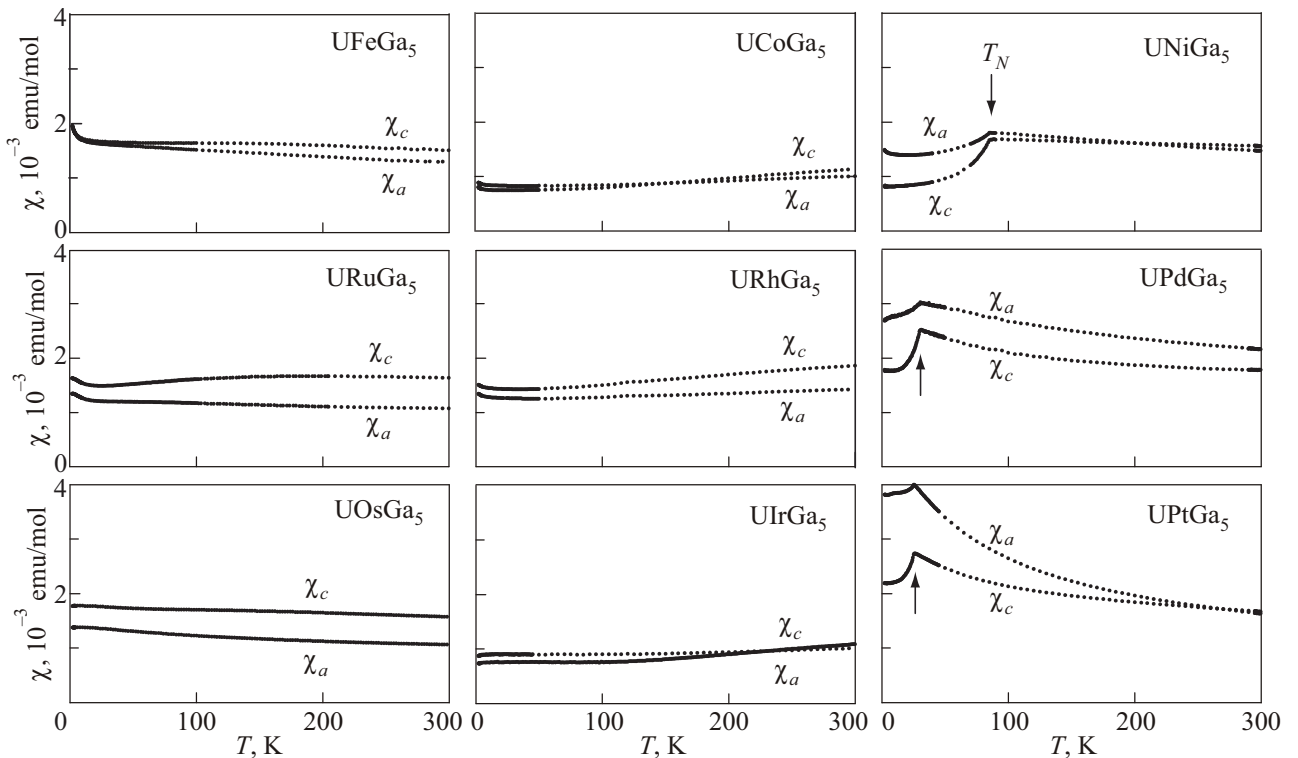 4
UFeGa5
χc
χa
2
0
χ, 10−3 emu/mol
UCoGa5
χc
χa
UNiGa5
TN
χa
χc
4
URuGa5
χc
χa
2
0
χ, 10−3 emu/mol
URhGa5
χc
χa
UPdGa5
χa
χc
4
UOsGa5
χc
χa
2
χ, 10−3 emu/mol
0 100 200 300
T, K
UIrGa5
χc
χa
0 100 200 300
T, K
UPtGa5
χa
χc
0 100 200 300
T, K